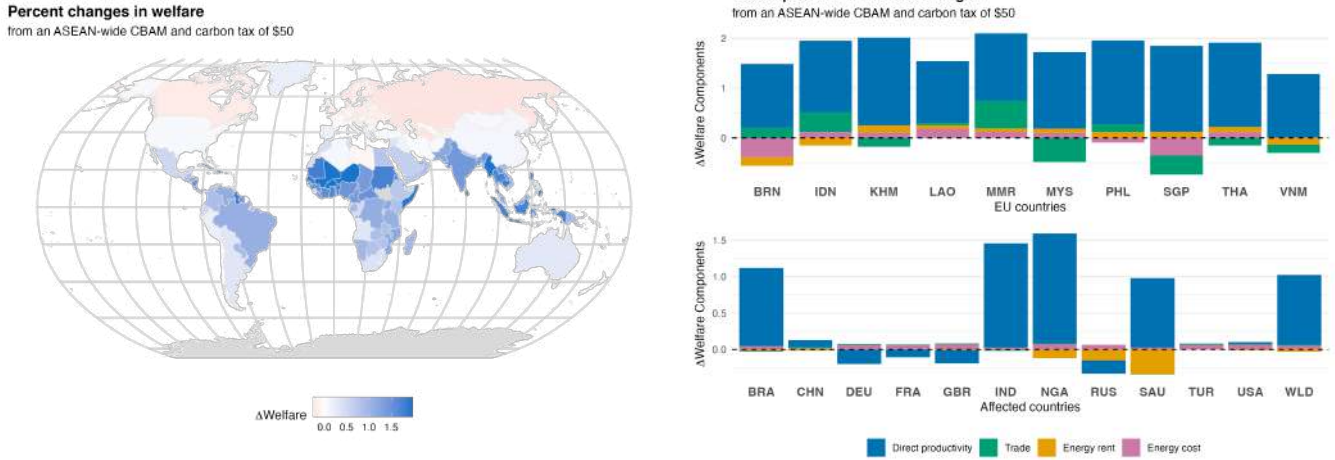 Percent changes in welfare
from an ASEAN-wide CBAM and carbon tax of $50
ΔWelfare
0.0 0.5 1.0 1.5
from an ASEAN-wide CBAM and carbon tax of $50
ΔWelfare Components
2
1
0
BRN IDN KHM LAO MMR MYS PHL SGP THA VNM
EU countries
ΔWelfare Components
1.5
1.0
0.5
0.0
BRA CHN DEU FRA GBR IND NGA RUS SAU TUR USA WLD
Affected countries
Direct productivity Trade Energy rent Energy cost